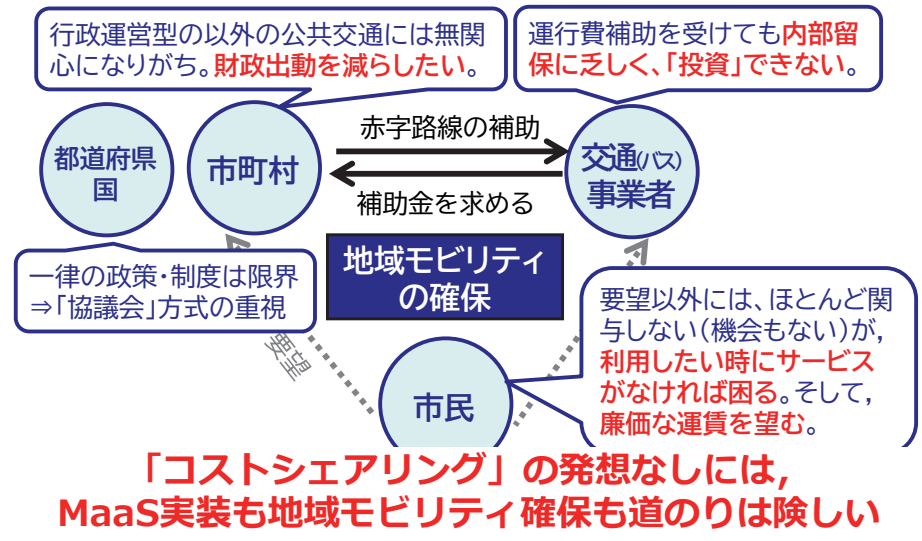 行政運営型の以外の公共交通には無関
心になりがち。財政出動を減らしたい。
運行費補助を受けても内部留
保に乏しく、「投資」できない。
都道府県
国
市町村
赤字路線の補助
補助金を求める
交通(バス)
事業者
地域モビリティ
の確保
一律の政策・制度は限界
⇒「協議会」方式の重視
要望
市民
要望以外には、ほとんど関
与しない(機会もない)が,
利用したい時にサービス
がなければ困る。そして,
廉価な運賃を望む。
「コストシェアリング」の発想なしには,
MaaS実装も地域モビリティ確保も道のりは険しい